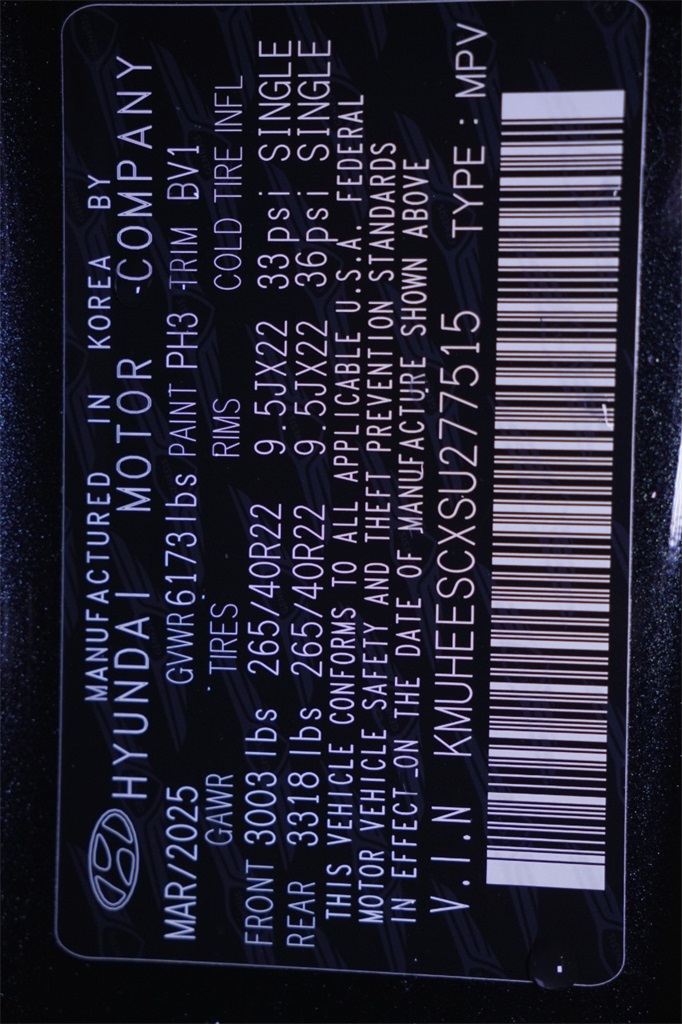 MANUFACTURED IN KOREA BY
HYUNDAI MOTOR COMPANY
MAR/2025 GVWR 6173lbs PAINT PH3 TRIM BV1
GAWR TIRES RIMS COLD TIRE INFL
FRONT 3003 lbs 265/40R22 9.5JX22 33psi SINGLE
REAR 3318 lbs 265/40R22 9.5JX22 36psi SINGLE
THIS VEHICLE CONFORMS TO ALL APPLICABLE U.S.A. FEDERAL
MOTOR VEHICLE SAFETY AND THEFT PREVENTION STANDARDS
IN EFFECT ON THE DATE OF MANUFACTURE SHOWN ABOVE
V.I.N KMUHEESCXSU277515 TYPE : MPV